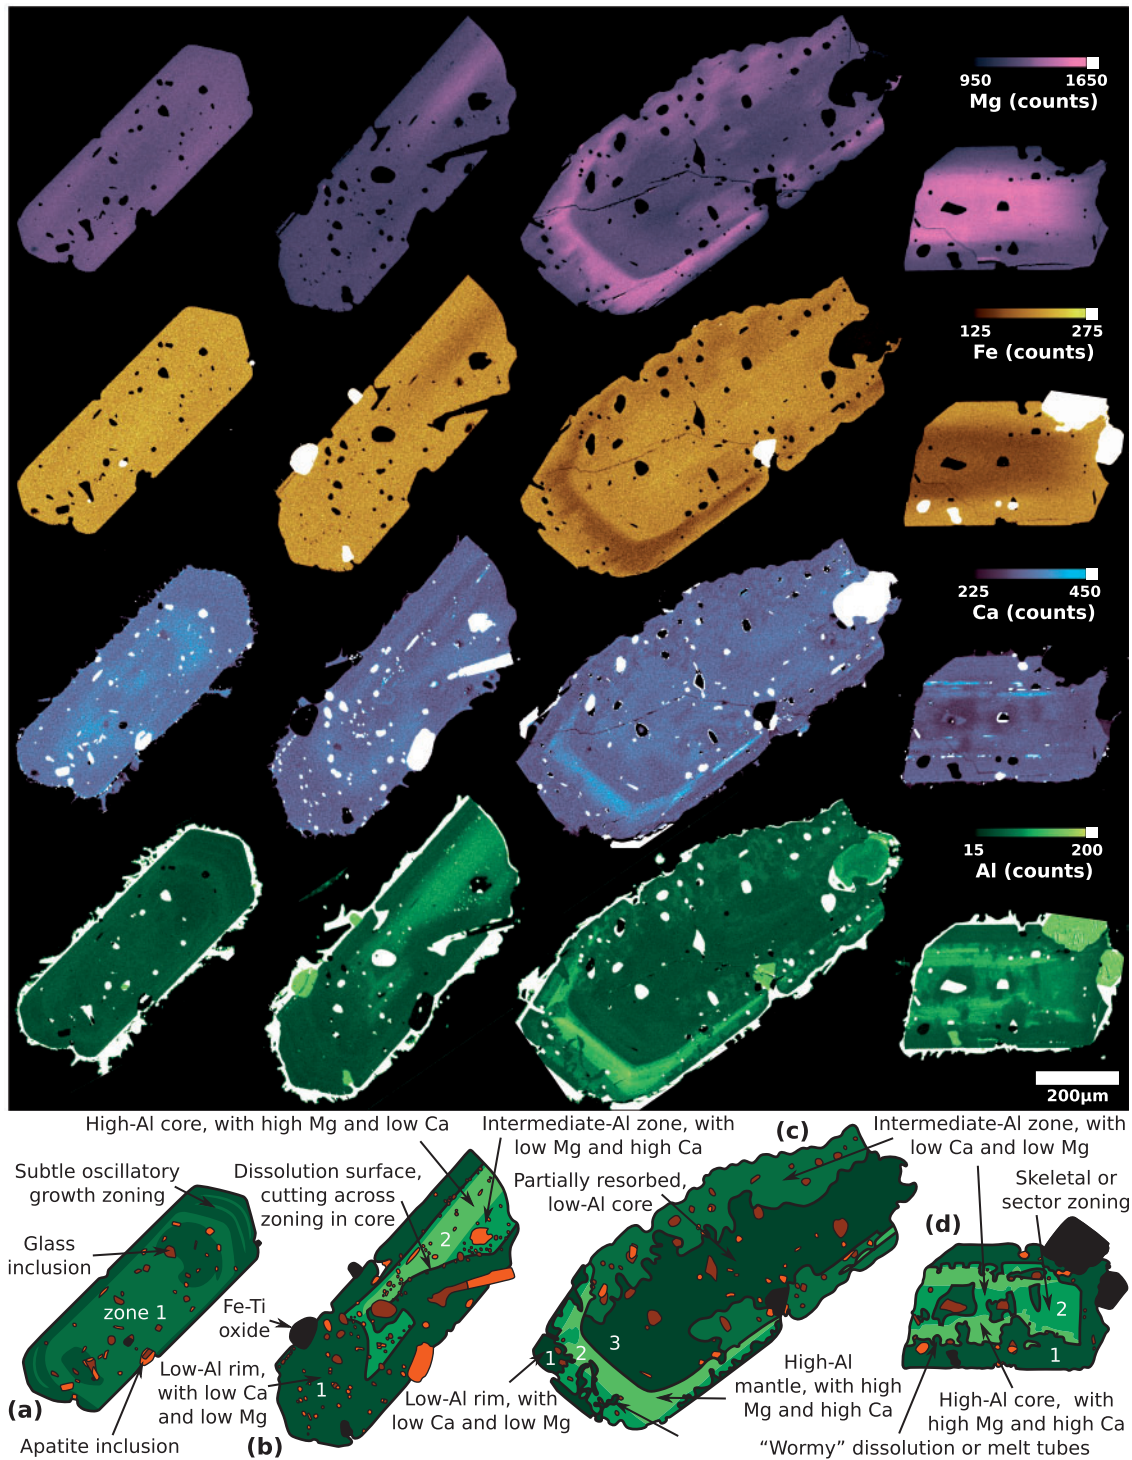 950 1650
Mg (counts)
125 275
Fe (counts)
225 450
Ca (counts)
15 200
Al (counts)
200μm
High-Al core, with high Mg and low Ca
Intermediate-Al zone, with
low Mg and high Ca
(c)
Intermediate-Al zone, with
low Ca and low Mg
Subtle oscillatory
growth zoning
Dissolution surface,
cutting across
zoning in core
Partially resorbed,
low-Al core
Skeletal or
sector zoning
(d)
Glass
inclusion
zone 1
Fe-Ti
oxide
2
1
Low-Al rim,
with low Ca
and low Mg
(a)
Apatite inclusion
(b)
Low-Al rim, with
low Ca and low Mg
1
2
3
High-Al
mantle, with high
Mg and high Ca
2
1
High-Al core, with
high Mg and high Ca
“Wormy” dissolution or melt tubes